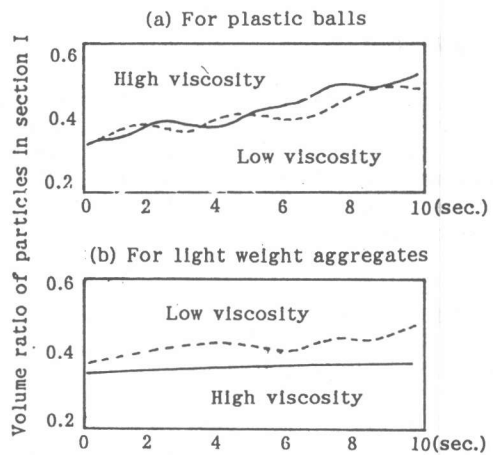 (a) For plastic balls
Volume ratio of particles in section I
0.6
High viscosity
0.4
Low viscosity
0.2
0 2 4 6 8 10(sec.)
(b) For light weight aggregates
0.6
Low viscosity
0.4
High viscosity
0.2
0 2 4 6 8 10(sec.)